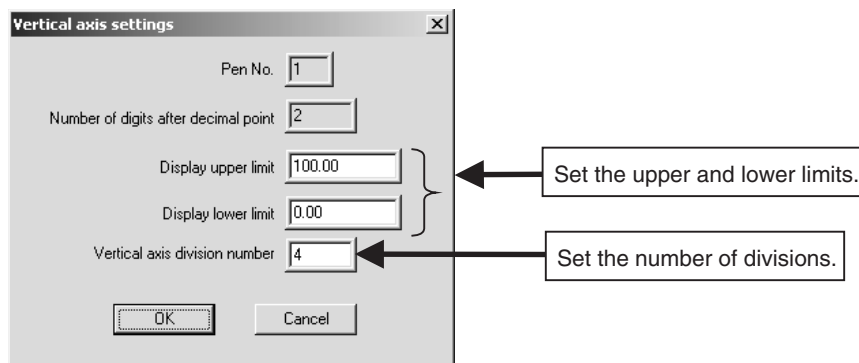 Vertical axis settings
Pen No. 1
Number of digits after decimal point 2
Display upper limit 100.00
Set the upper and lower limits.
Display lower limit 0.00
Vertical axis division number 4
Set the number of divisions.
OK Cancel